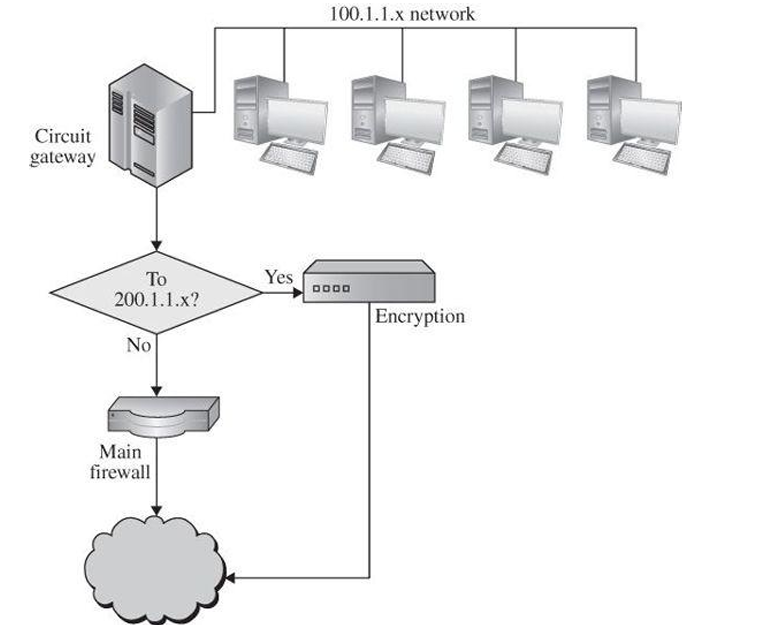 100.1.1.x network
Circuit
gateway
To
200.1.1.x?
Yes
Encryption
No
Main
firewall